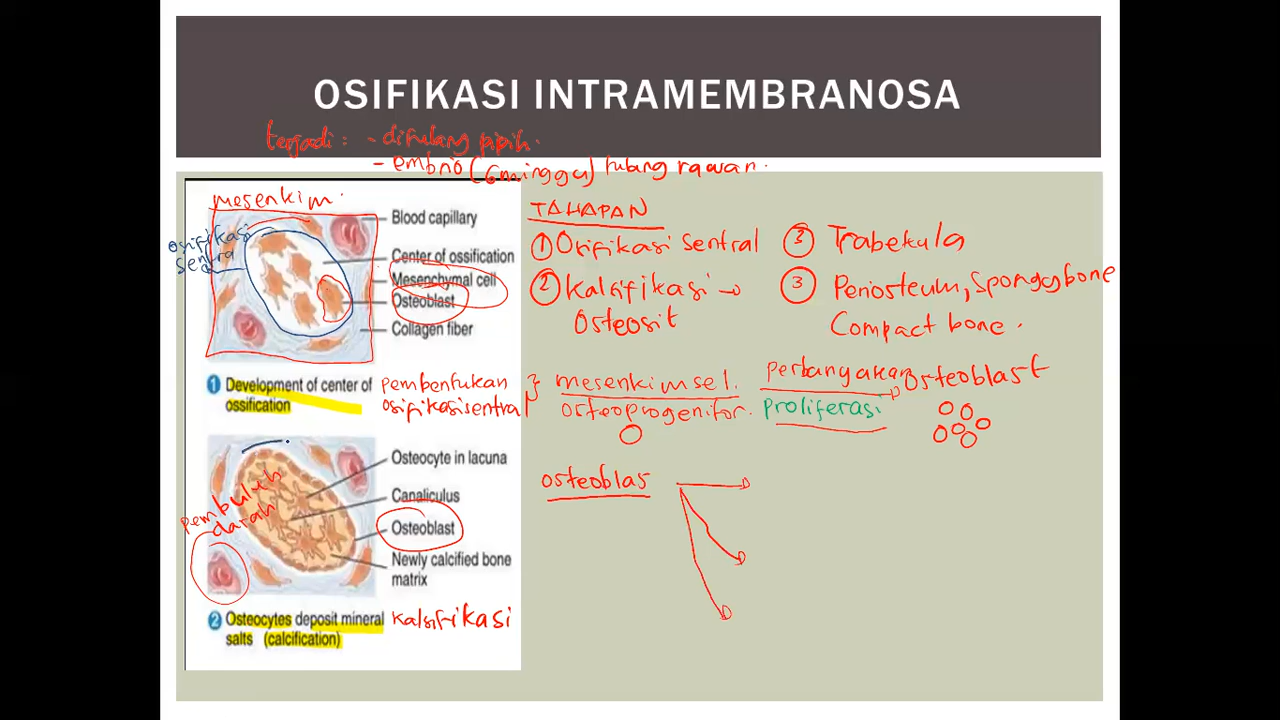 OSIFIKASI INTRAMEMBRANOSA
terjadi : - ditulang pipih.
- embrio (6 minggu) tulang rawan.
mesenkim.
Blood capillary
osifikasi
sentra
Center of ossification
Mesenchymal cell
Osteoblast
Collagen fiber
1 Development of center of
ossification
pembentukan
osifikasi sentral
TAHAPAN
1 Osifikasi Sentral
2 Kalsifikasi →
Osteosit
3 Trabekula
3 Periosteum, Spongybone
Compact bone.
mesenkim sel.
osteoprogenitor.
perbanyakan
proliferasi
Osteoblast
osteoblas
pembuluh
darah
Osteocyte in lacuna
Canaliculus
Osteoblast
Newly calcified bone
matrix
2 Osteocytes deposit mineral
salts (calcification)
kalsifikasi